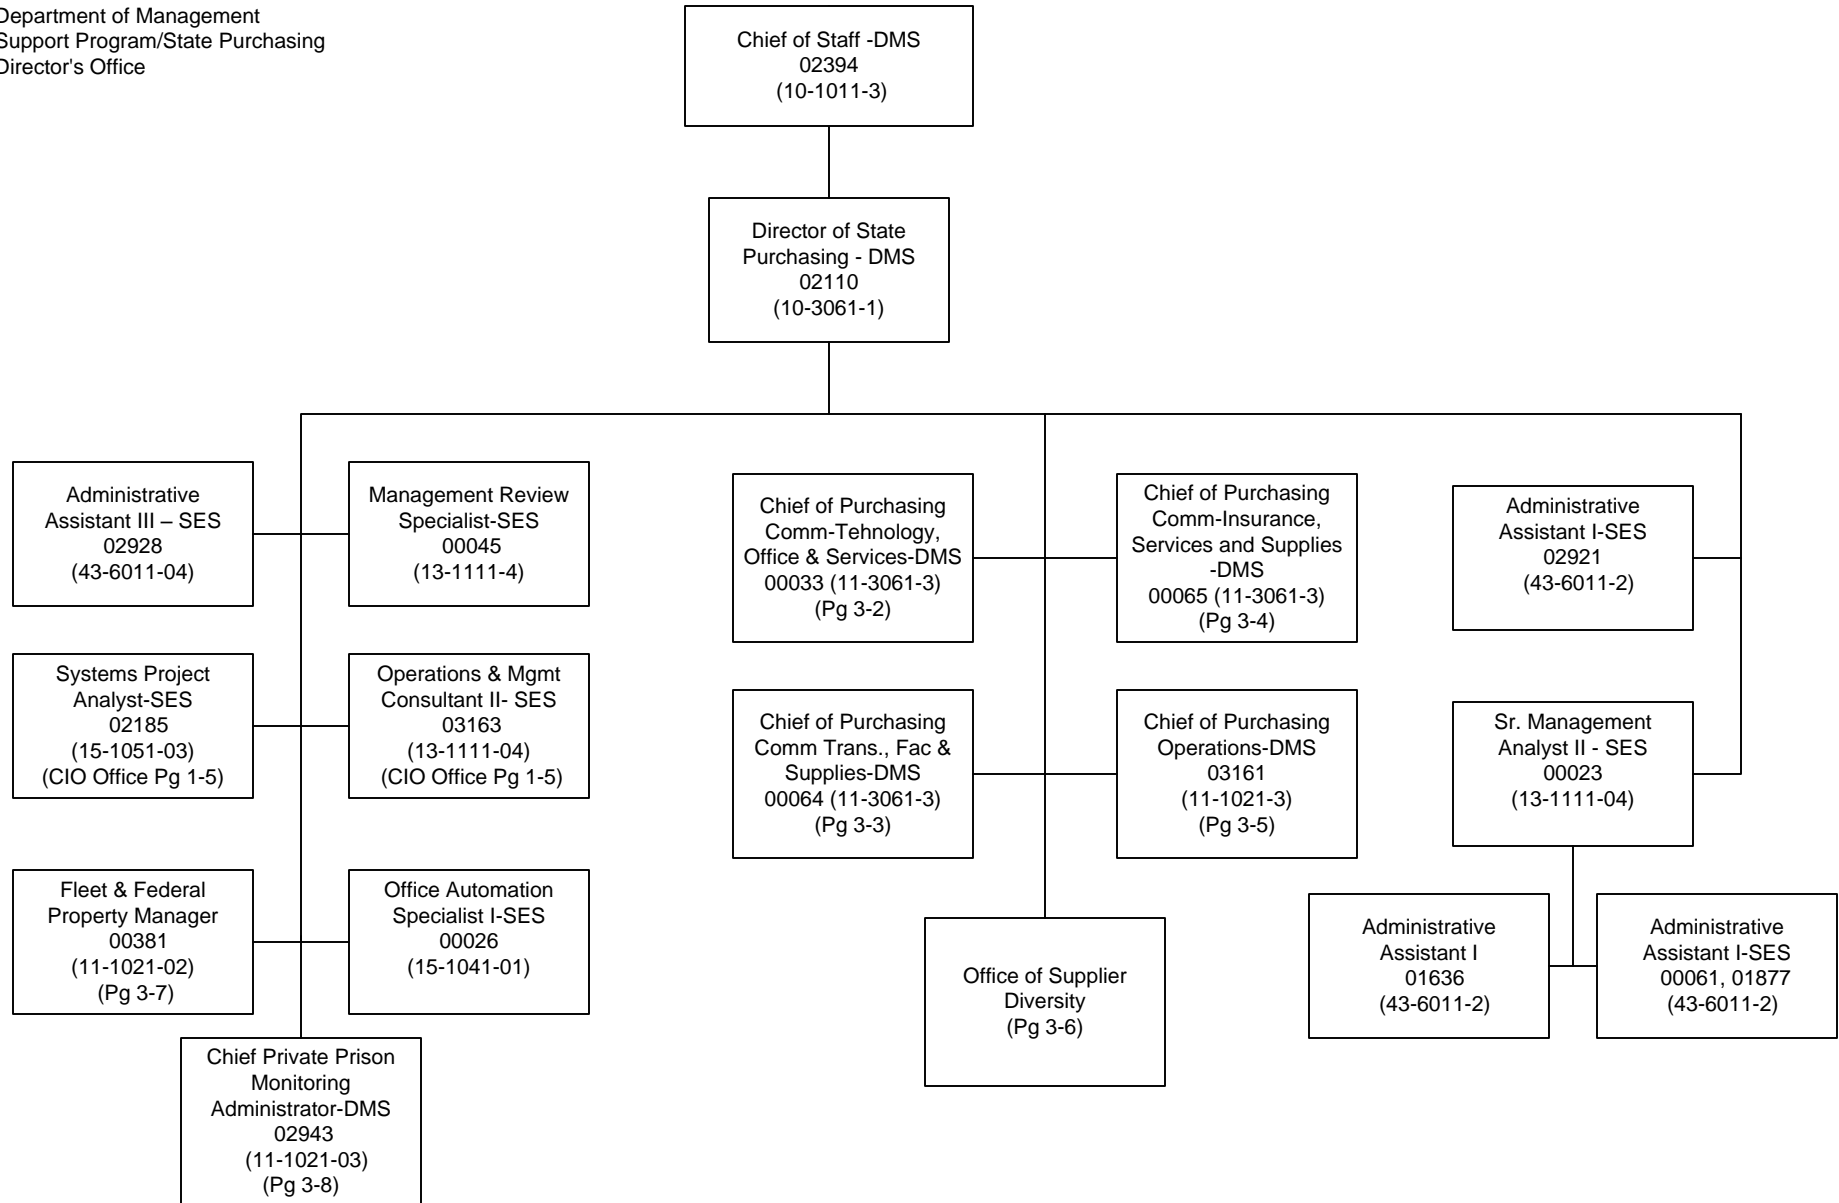 Department of Management
Support Program/State Purchasing
Director's Office
Chief of Staff -DMS
02394
(10-1011-3)
Director of State
Purchasing - DMS
02110
(10-3061-1)
Administrative
Assistant III – SES
02928
(43-6011-04)
Management Review
Specialist-SES
00045
(13-1111-4)
Chief of Purchasing
Comm-Tehnology,
Office & Services-DMS
00033 (11-3061-3)
(Pg 3-2)
Chief of Purchasing
Comm-Insurance,
Services and Supplies
-DMS
00065 (11-3061-3)
(Pg 3-4)
Administrative
Assistant I-SES
02921
(43-6011-2)
Systems Project
Analyst-SES
02185
(15-1051-03)
(CIO Office Pg 1-5)
Operations & Mgmt
Consultant II- SES
03163
(13-1111-04)
(CIO Office Pg 1-5)
Chief of Purchasing
Comm Trans., Fac &
Supplies-DMS
00064 (11-3061-3)
(Pg 3-3)
Chief of Purchasing
Operations-DMS
03161
(11-1021-3)
(Pg 3-5)
Sr. Management
Analyst II - SES
00023
(13-1111-04)
Fleet & Federal
Property Manager
00381
(11-1021-02)
(Pg 3-7)
Office Automation
Specialist I-SES
00026
(15-1041-01)
Office of Supplier
Diversity
(Pg 3-6)
Administrative
Assistant I
01636
(43-6011-2)
Administrative
Assistant I-SES
00061, 01877
(43-6011-2)
Chief Private Prison
Monitoring
Administrator-DMS
02943
(11-1021-03)
(Pg 3-8)